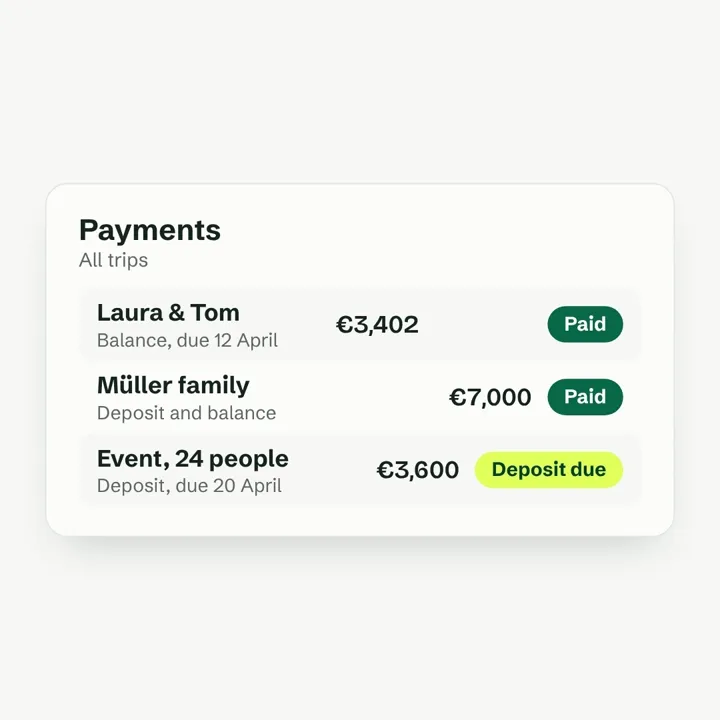 Payments
All trips
Laura & Tom
Balance, due 12 April
€3,402
Paid
Müller family
Deposit and balance
€7,000
Paid
Event, 24 people
Deposit, due 20 April
€3,600
Deposit due